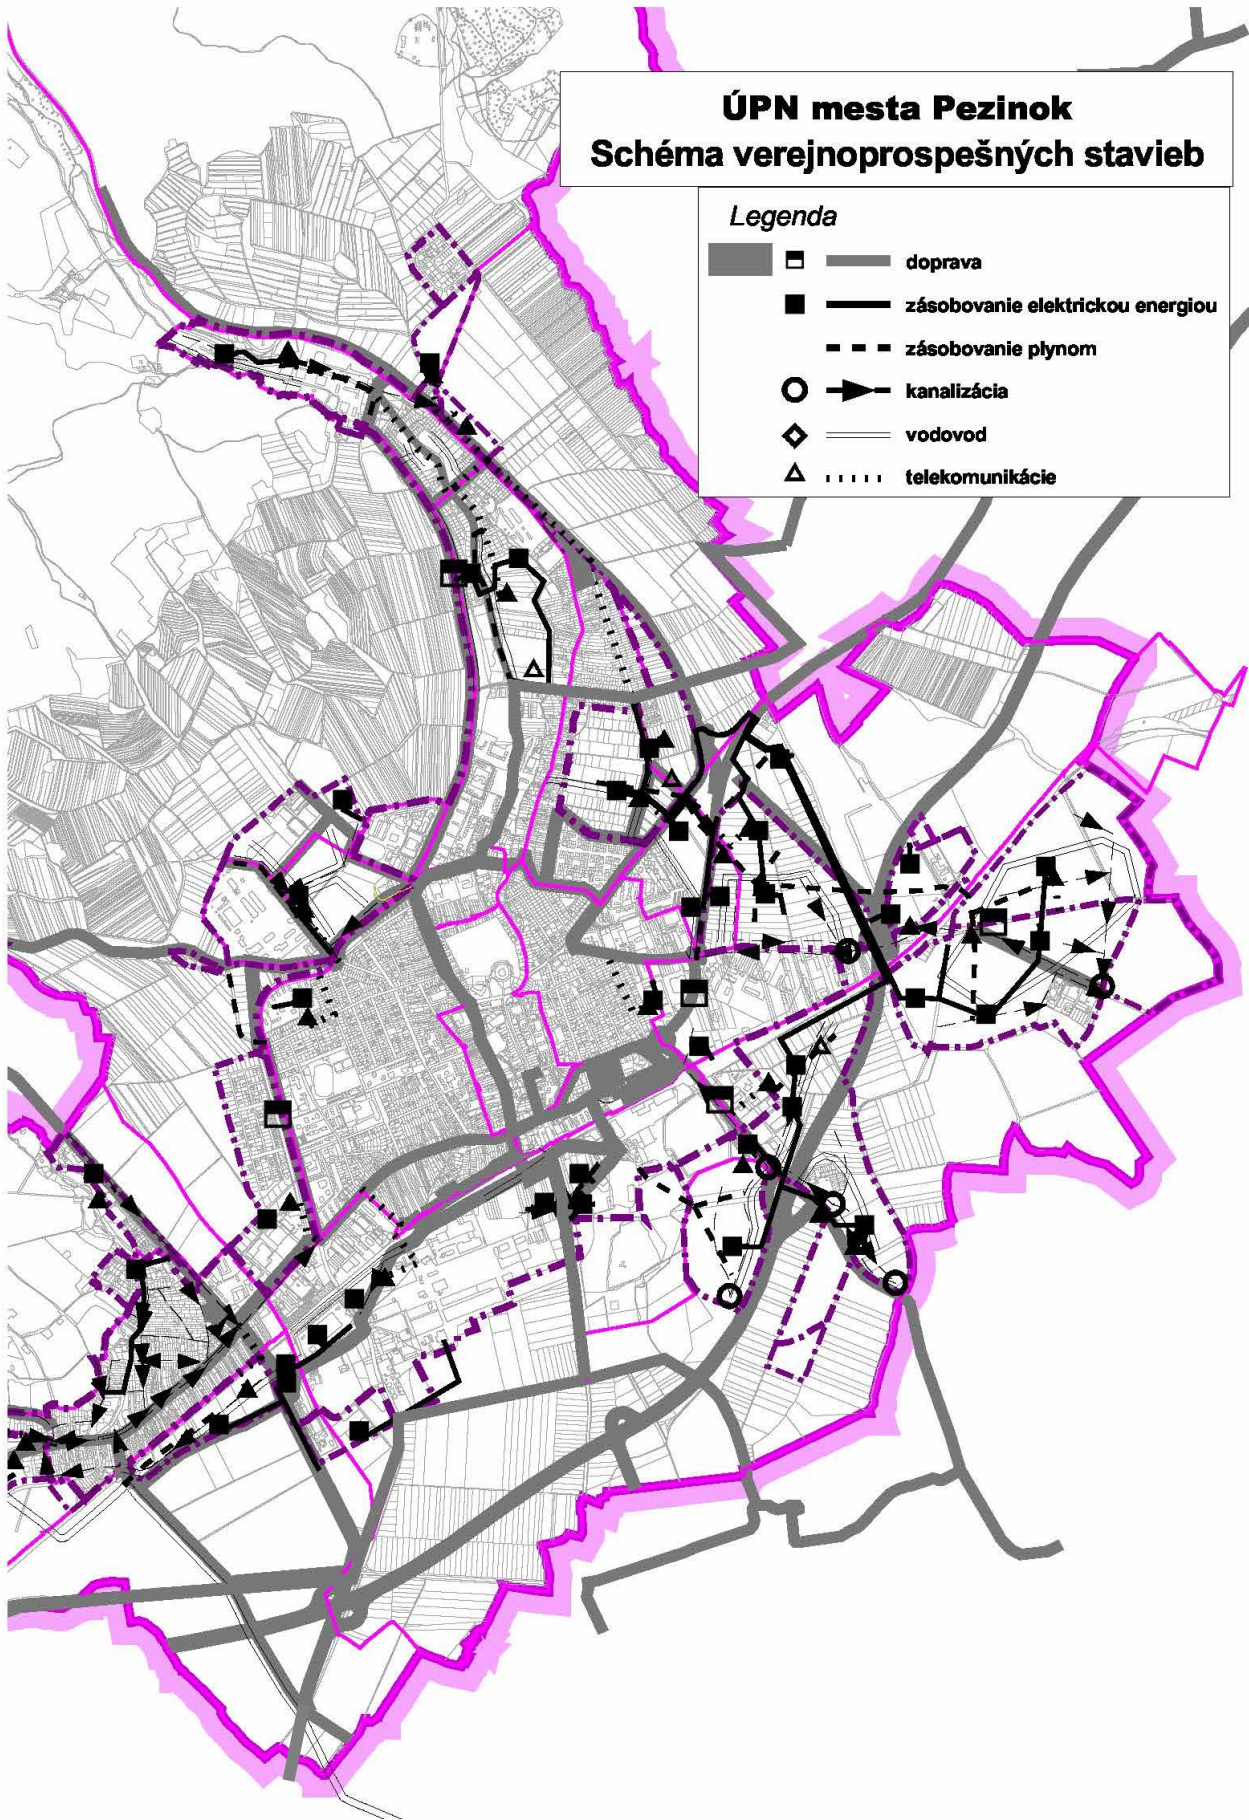 ÚPN mesta Pezinok
Schéma verejnoprospešných stavieb
Legenda
doprava
zásobovanie elektrickou energiou
zásobovanie plynom
kanalizácia
vodovod
telekomunikácie